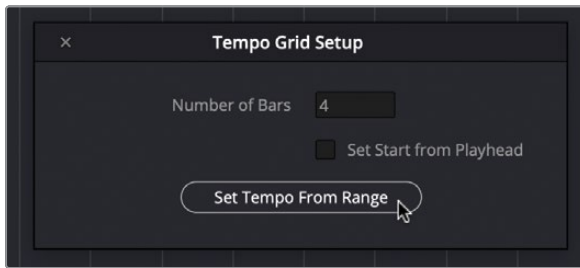 Tempo Grid Setup
Number of Bars 4
Set Start from Playhead
Set Tempo From Range